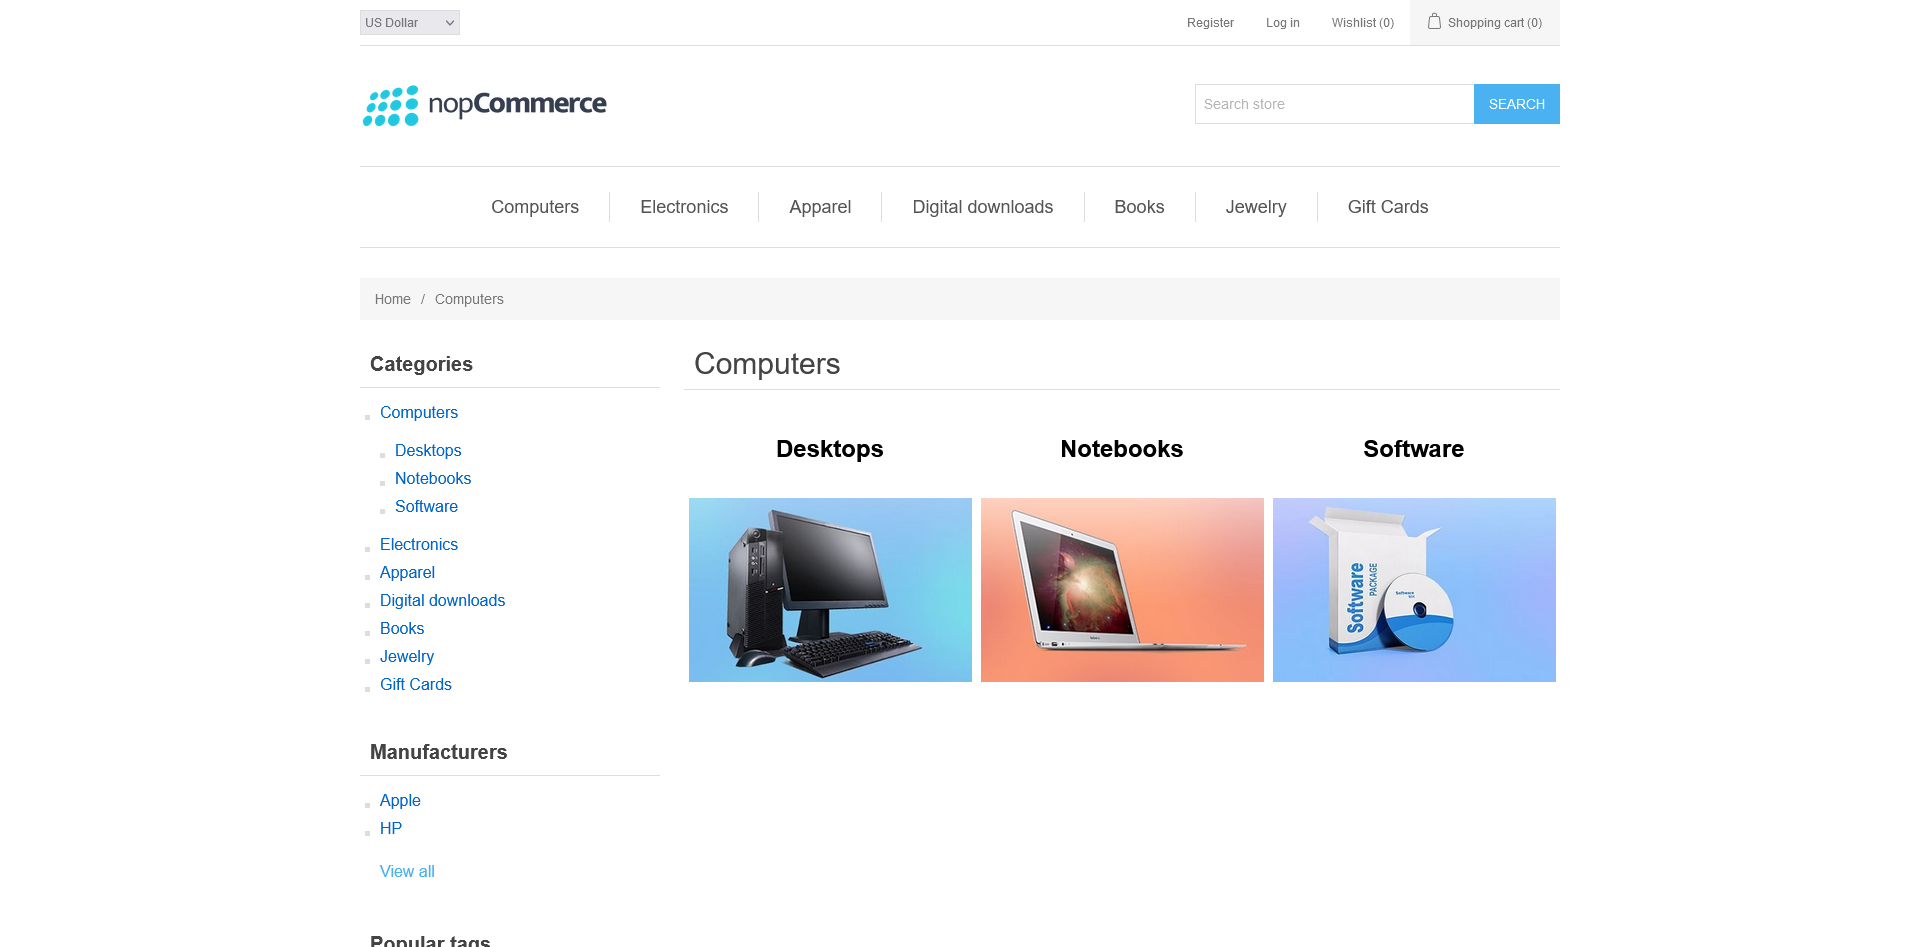 US Dollar
Register
Log in
Wishlist (0)
Shopping cart (0)
nopCommerce
Search store
SEARCH
Computers
Electronics
Apparel
Digital downloads
Books
Jewelry
Gift Cards
Home / Computers
Categories
Computers
Desktops
Notebooks
Software
Electronics
Apparel
Digital downloads
Books
Jewelry
Gift Cards
Manufacturers
Apple
HP
View all
Popular tags
Computers
Desktops
Notebooks
Software
Software
PACKAGE
Software